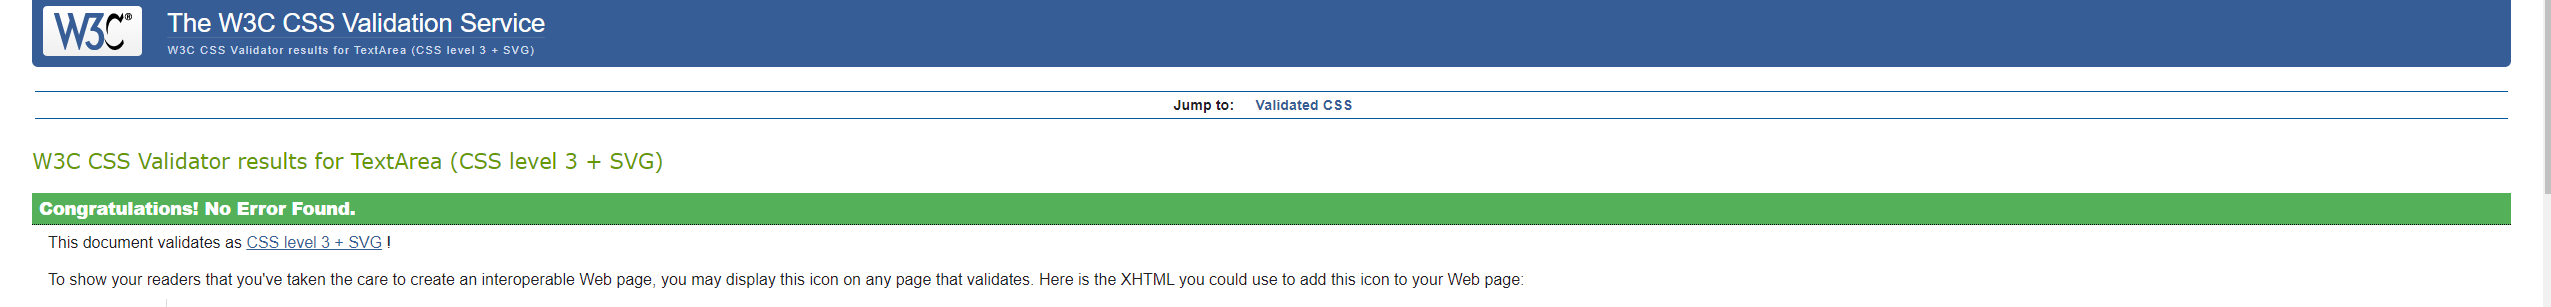 W3C®
The W3C CSS Validation Service
W3C CSS Validator results for TextArea (CSS level 3 + SVG)
Jump to: Validated CSS
W3C CSS Validator results for TextArea (CSS level 3 + SVG)
Congratulations! No Error Found.
This document validates as CSS level 3 + SVG !
To show your readers that you've taken the care to create an interoperable Web page, you may display this icon on any page that validates. Here is the XHTML you could use to add this icon to your Web page: